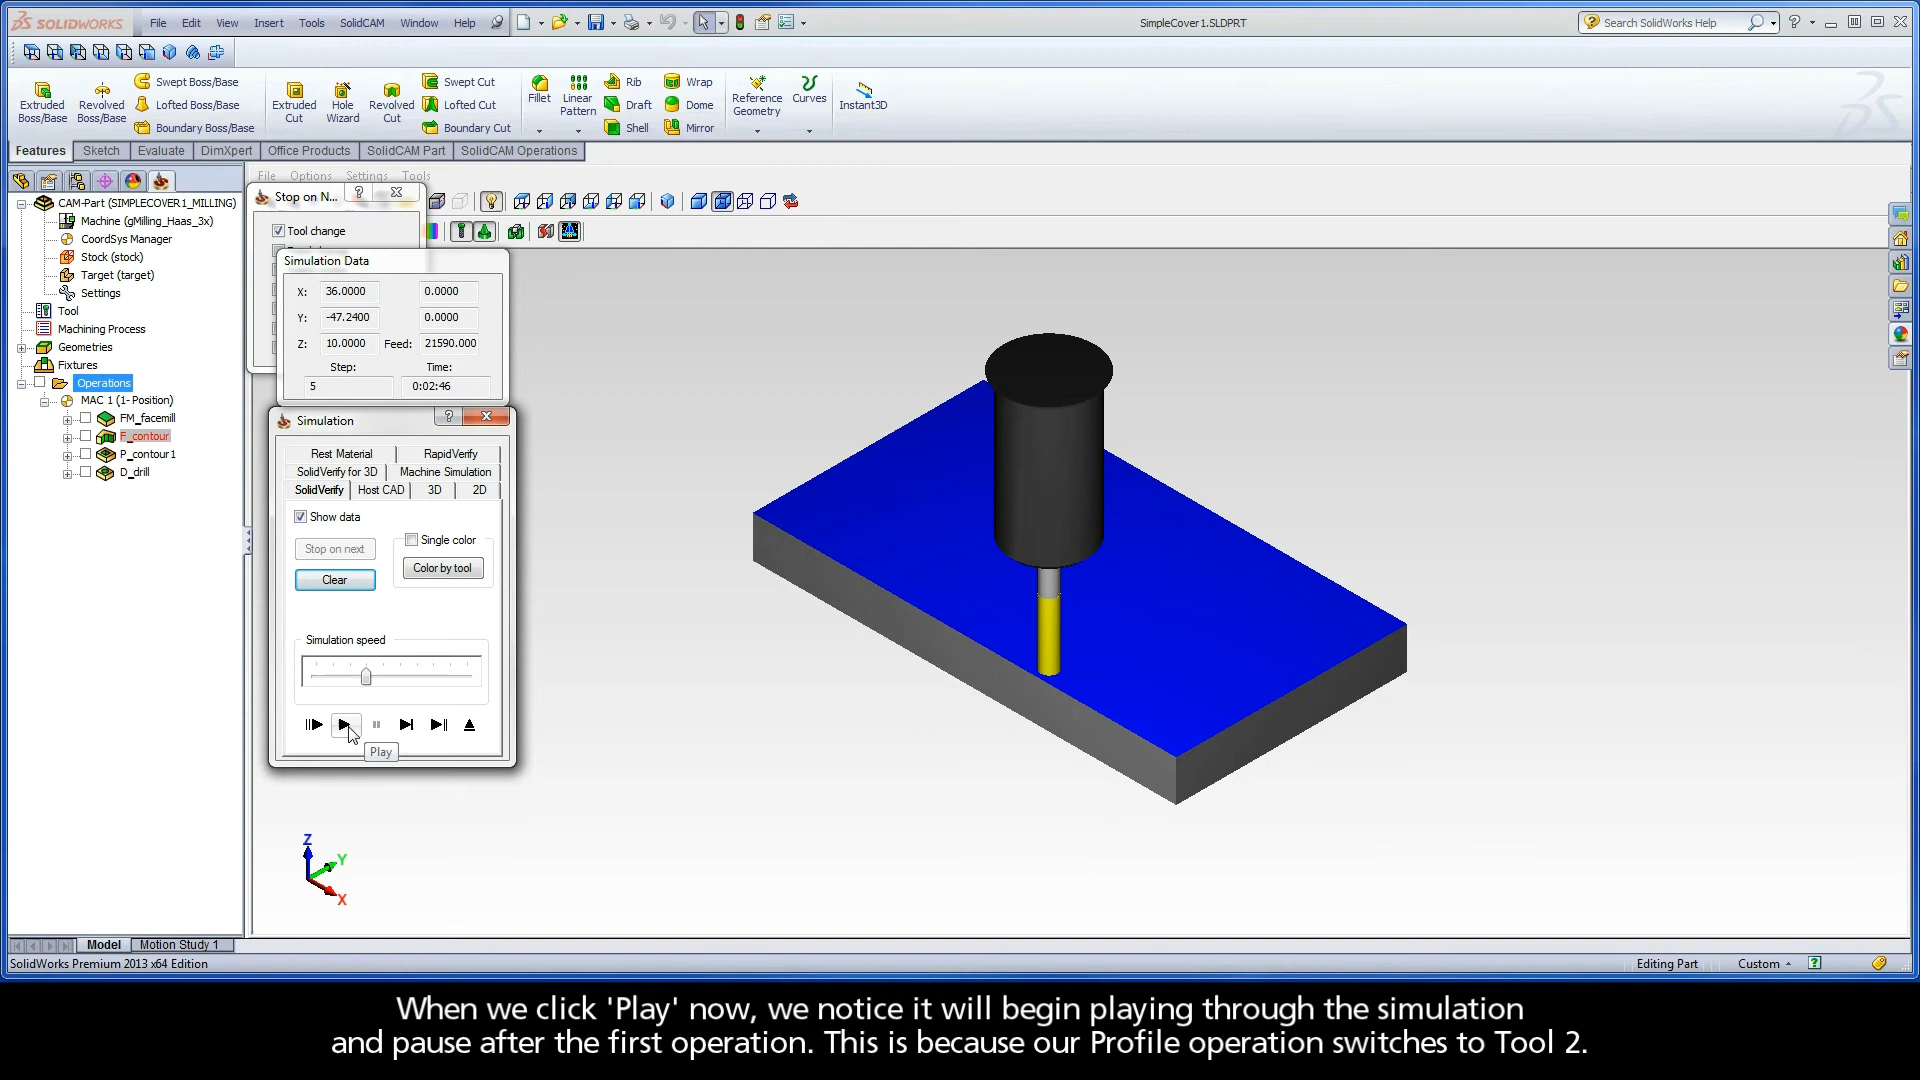 SOLIDWORKS File Edit View Insert Tools SolidCAM Window Help SimpleCover1.SLDPRT Search SolidWorks Help
Extruded Boss/Base
Revolved Boss/Base
Swept Boss/Base
Lofted Boss/Base
Boundary Boss/Base
Extruded Cut
Hole Wizard
Revolved Cut
Swept Cut
Lofted Cut
Boundary Cut
Fillet
Linear Pattern
Rib
Draft
Shell
Wrap
Dome
Mirror
Reference Geometry
Curves
Instant3D
Features Sketch Evaluate DimXpert Office Products SolidCAM Part SolidCAM Operations
CAM-Part (SIMPLECOVER1_MILLING)
Machine (gMilling_Haas_3x)
CoordSys Manager
Stock (stock)
Target (target)
Settings
Tool
Machining Process
Geometries
Fixtures
Operations
MAC 1 (1- Position)
FM_facemill
F_contour
P_contour1
D_drill
File Options Settings Tools
Stop on N...
Tool change
Simulation Data
X: 36.0000 0.0000
Y: -47.2400 0.0000
Z: 10.0000 Feed: 21590.000
Step: Time:
5 0:02:46
Simulation
Rest Material RapidVerify
SolidVerify for 3D Machine Simulation
SolidVerify Host CAD 3D 2D
Show data
Stop on next
Single color
Clear
Color by tool
Simulation speed
Play
Z
Y
X
Model Motion Study 1
SolidWorks Premium 2013 x64 Edition Editing Part Custom
When we click 'Play' now, we notice it will begin playing through the simulation
and pause after the first operation. This is because our Profile operation switches to Tool 2.